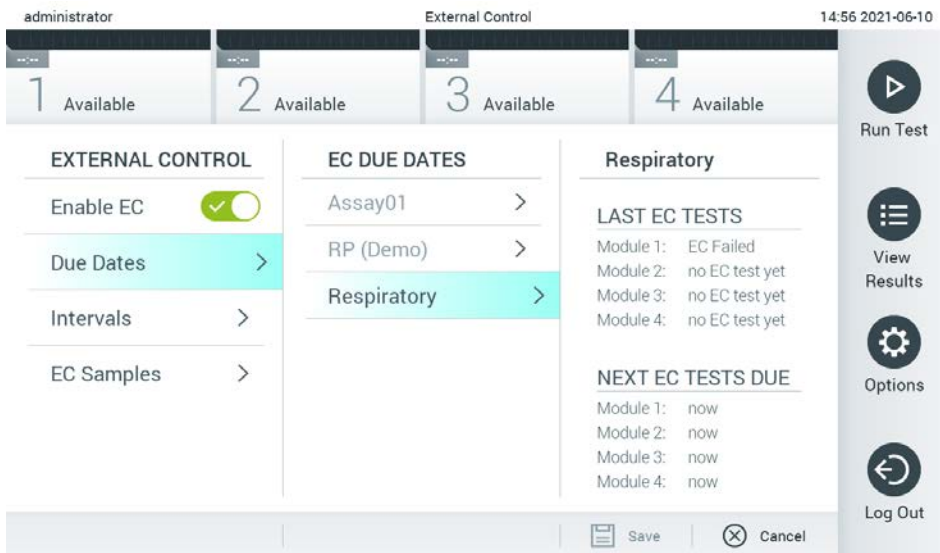 administrator External Control 14:56 2021-06-10
--:-- --:-- --:-- --:--
1 Available 2 Available 3 Available 4 Available
Run Test
View
Results
Options
Log Out
EXTERNAL CONTROL
Enable EC
Due Dates
Intervals
EC Samples
EC DUE DATES
Assay01
RP (Demo)
Respiratory
Respiratory
LAST EC TESTS
Module 1: EC Failed
Module 2: no EC test yet
Module 3: no EC test yet
Module 4: no EC test yet
NEXT EC TESTS DUE
Module 1: now
Module 2: now
Module 3: now
Module 4: now
Save Cancel